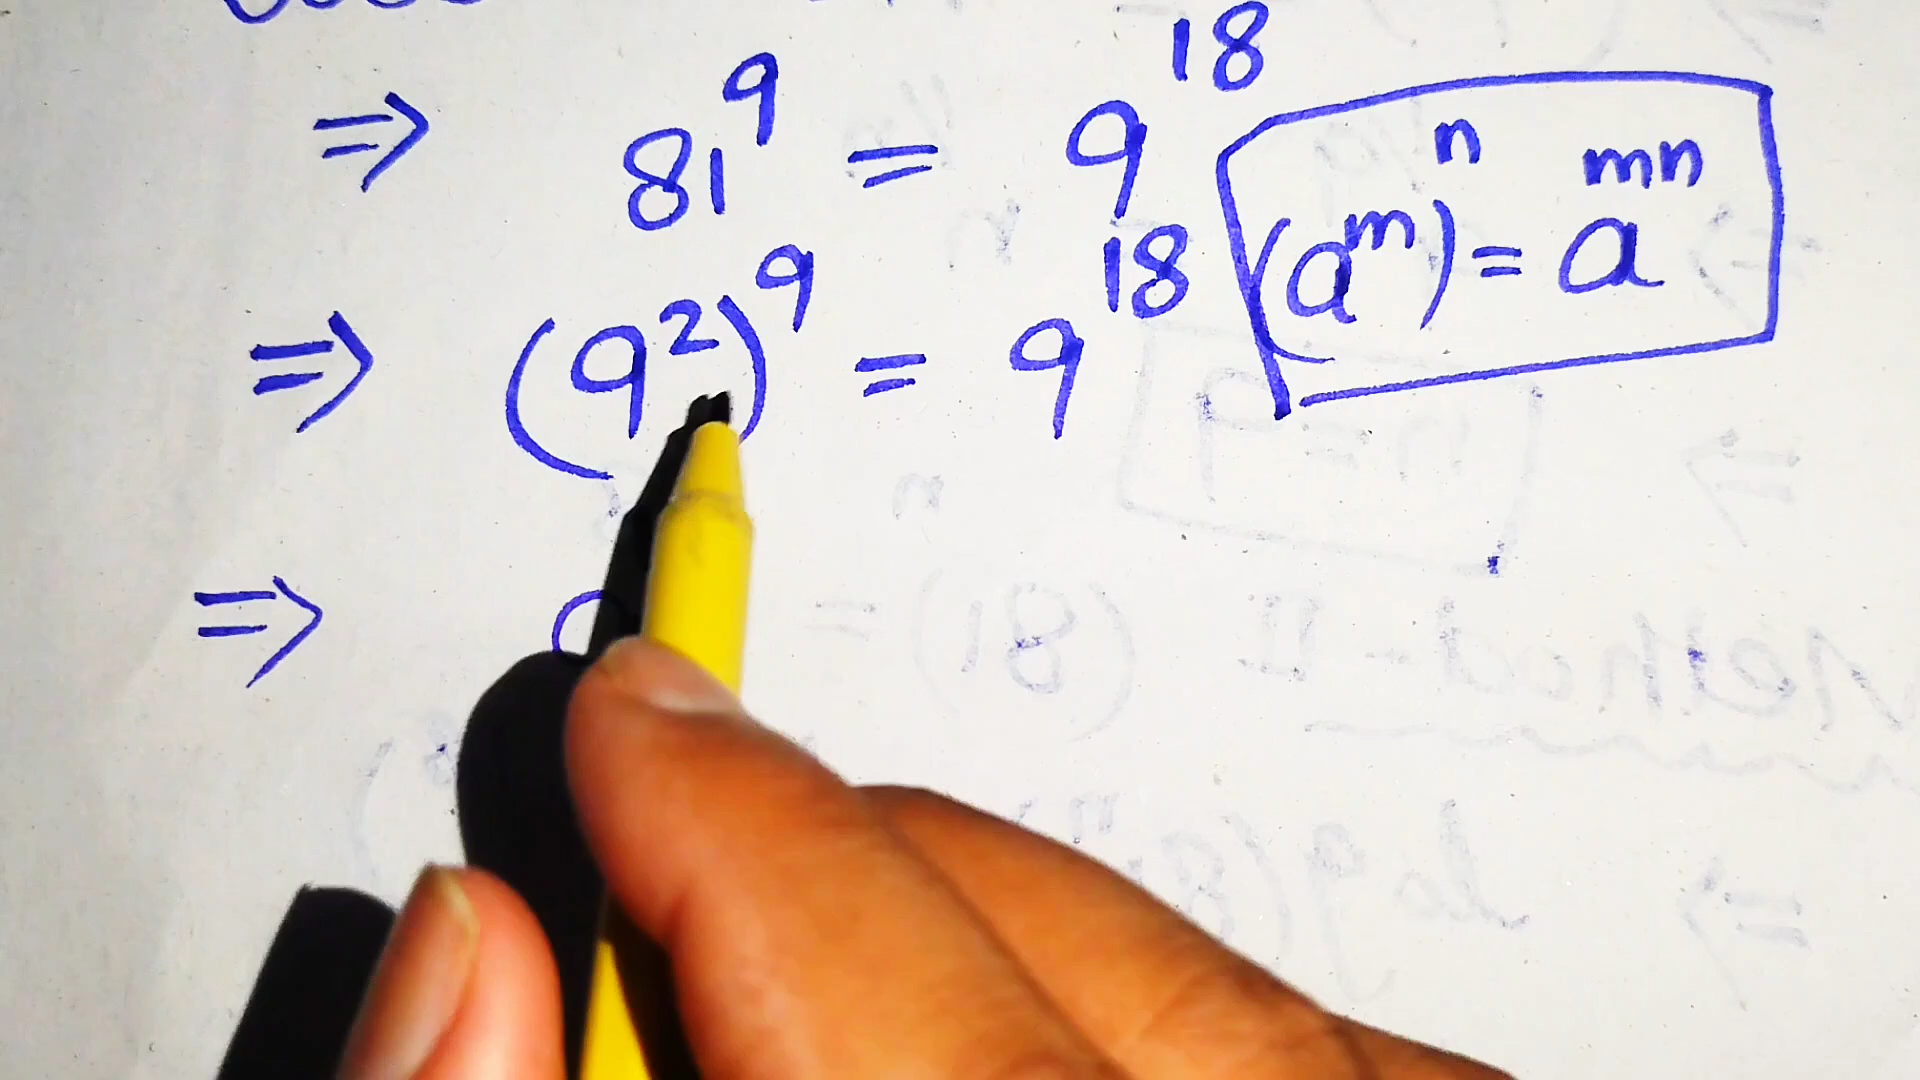 ⇒ 81⁹ = 9¹⁸
(aᵐ)ⁿ = aᵐⁿ
⇒ (9²)⁹ = 9¹⁸
⇒